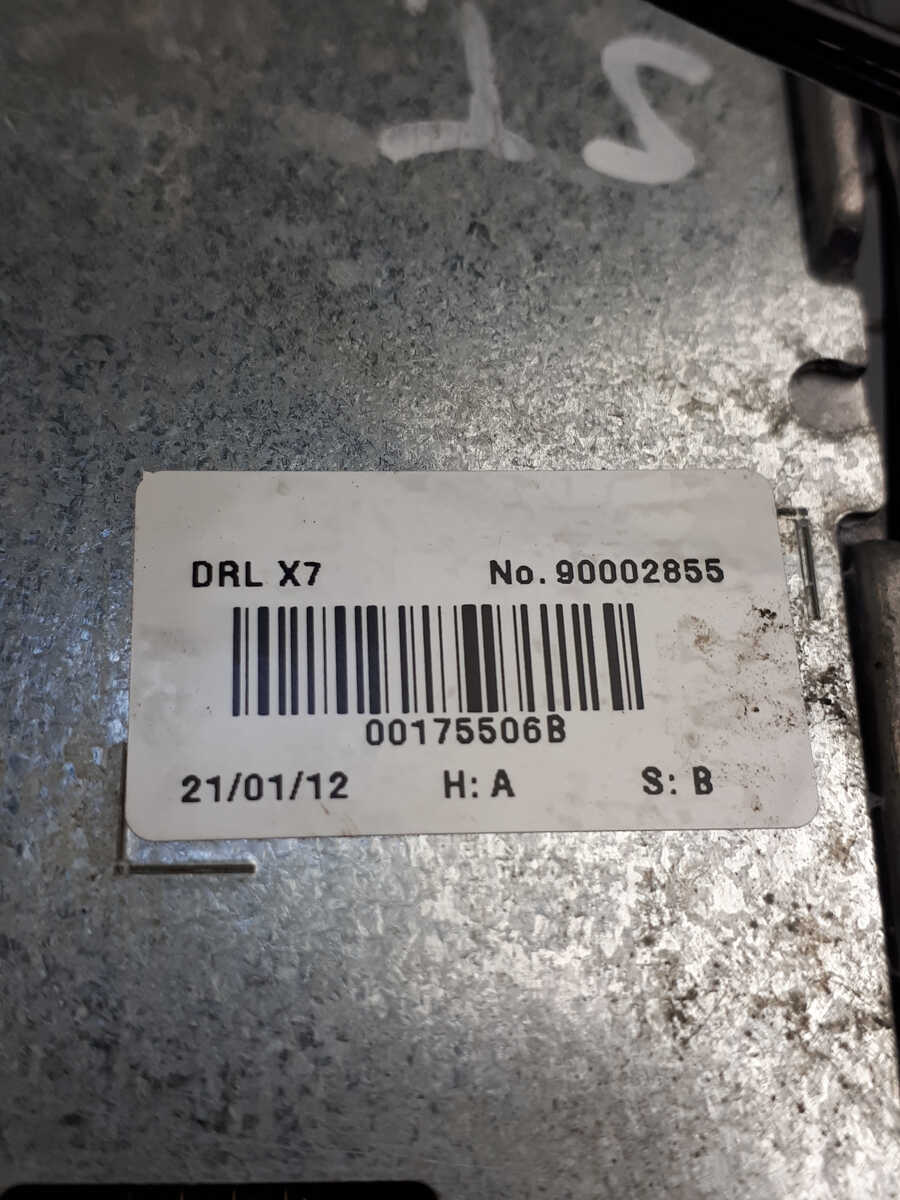 DRL X7 No. 90002855
00175506B
21/01/12 H: A S: B